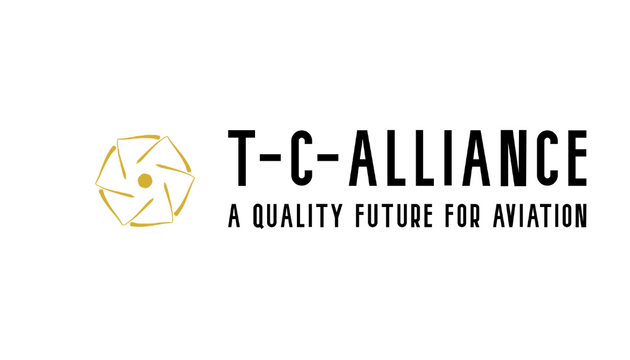 T-C-ALLIANCE
A QUALITY FUTURE FOR AVIATION